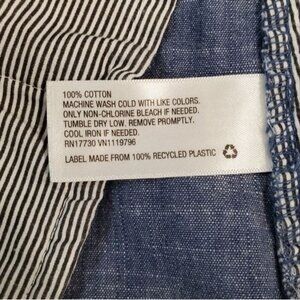 100% COTTON
MACHINE WASH COLD WITH LIKE COLORS.
ONLY NON-CHLORINE BLEACH IF NEEDED.
TUMBLE DRY LOW. REMOVE PROMPTLY.
COOL IRON IF NEEDED.
RN17730 VN1119796
LABEL MADE FROM 100% RECYCLED PLASTIC